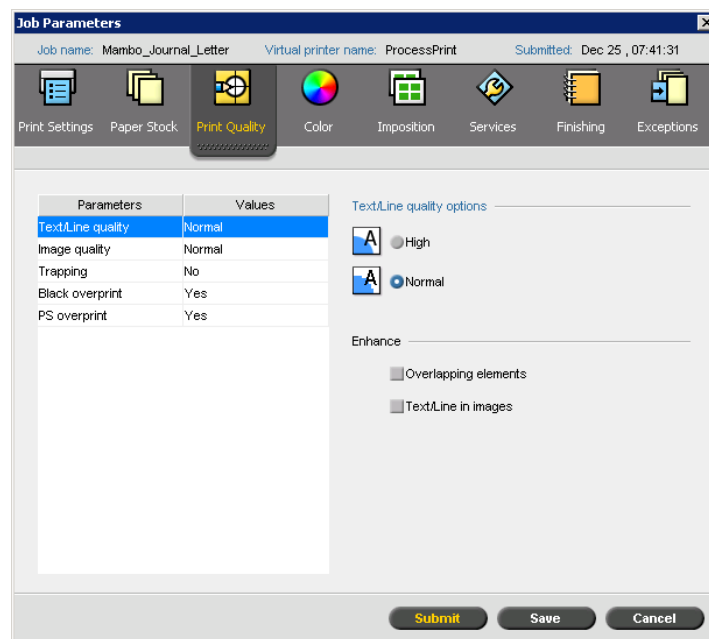 Job Parameters
Job name: Mambo_Journal_Letter Virtual printer name: ProcessPrint Submitted: Dec 25 , 07:41:31
Print Settings Paper Stock Print Quality Color Imposition Services Finishing Exceptions
Parameters Values
Text/Line quality Normal
Image quality Normal
Trapping No
Black overprint Yes
PS overprint Yes
Text/Line quality options
A High
A Normal
Enhance
Overlapping elements
Text/Line in images
Submit Save Cancel